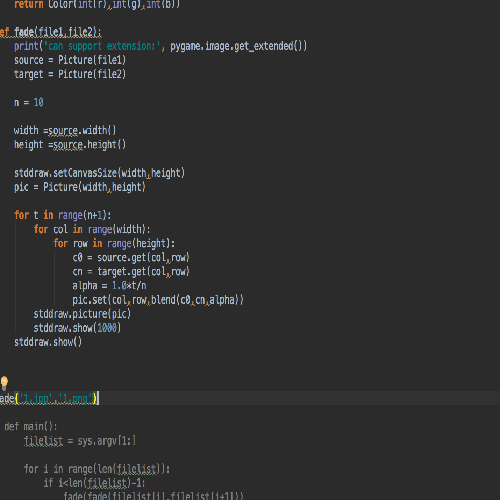 return Color(int(r),int(g),int(b))
ef fade(file1,file2):
print('can support extension:', pygame.image.get_extended())
source = Picture(file1)
target = Picture(file2)
n = 10
width =source.width()
height =source.height()
stddraw.setCanvasSize(width,height)
pic = Picture(width,height)
for t in range(n+1):
for col in range(width):
for row in range(height):
c0 = source.get(col,row)
cn = target.get(col,row)
alpha = 1.0*t/n
pic.set(col,row,blend(c0,cn,alpha))
stddraw.picture(pic)
stddraw.show(1000)
stddraw.show()
ade('1.jpg','1.png')
def main():
filelist = sys.argv[1:]
for i in range(len(filelist)):
if i<len(filelist)-1:
fade(fade(filelist[i],filelist[i+1]))